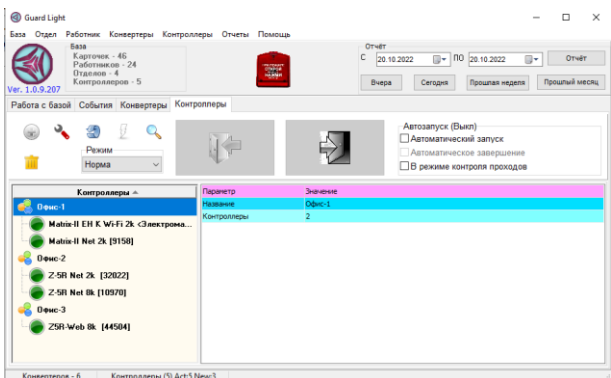 Guard Light
База Отдел Работник Конвертеры Контроллеры Отчеты Помощь
База
Карточек - 46
Работников - 24
Отделов - 4
Контроллеров - 5
Ver. 1.0.9.207
Отчёт
С 20.10.2022 ПО 20.10.2022 Отчёт
Вчера Сегодня Прошлая неделя Прошлый месяц
Работа с базой События Конвертеры Контроллеры
Режим
Норма
Автозапуск (Выкл)
Автоматический запуск
Автоматическое завершение
В режиме контроля проходов
Контроллеры
Параметр Значение
Офис-1
Название Офис-1
Matrix-II EH K Wi-Fi 2k <Электрома...
Контроллеры 2
Matrix-II Net 2k [9158]
Офис-2
Z-5R Net 2k [32022]
Z-5R Net 8k [10970]
Офис-3
Z5R-Web 8k [44504]
Конвертеров - 6 Контроллеры (5) Act:5 New:3